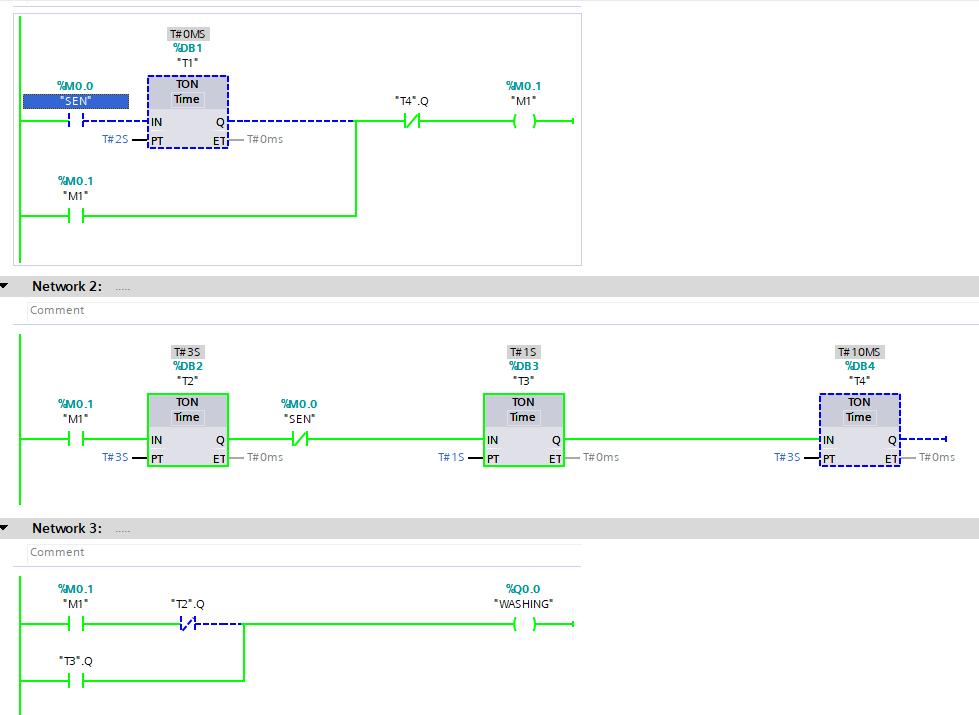 T#0MS
%DB1
"T1"
%M0.0
"SEN"
TON
Time
"T4".Q
%M0.1
"M1"
IN
Q
T#2S
PT
ET
T#0ms
%M0.1
"M1"
Network 2:
.....
Comment
T#3S
%DB2
"T2"
T#1S
%DB3
"T3"
T#10MS
%DB4
"T4"
%M0.1
"M1"
TON
Time
%M0.0
"SEN"
TON
Time
TON
Time
IN
Q
IN
Q
IN
Q
T#3S
PT
ET
T#0ms
T#1S
PT
ET
T#0ms
T#3S
PT
ET
T#0ms
Network 3:
.....
Comment
%M0.1
"M1"
"T2".Q
%Q0.0
"WASHING"
"T3".Q